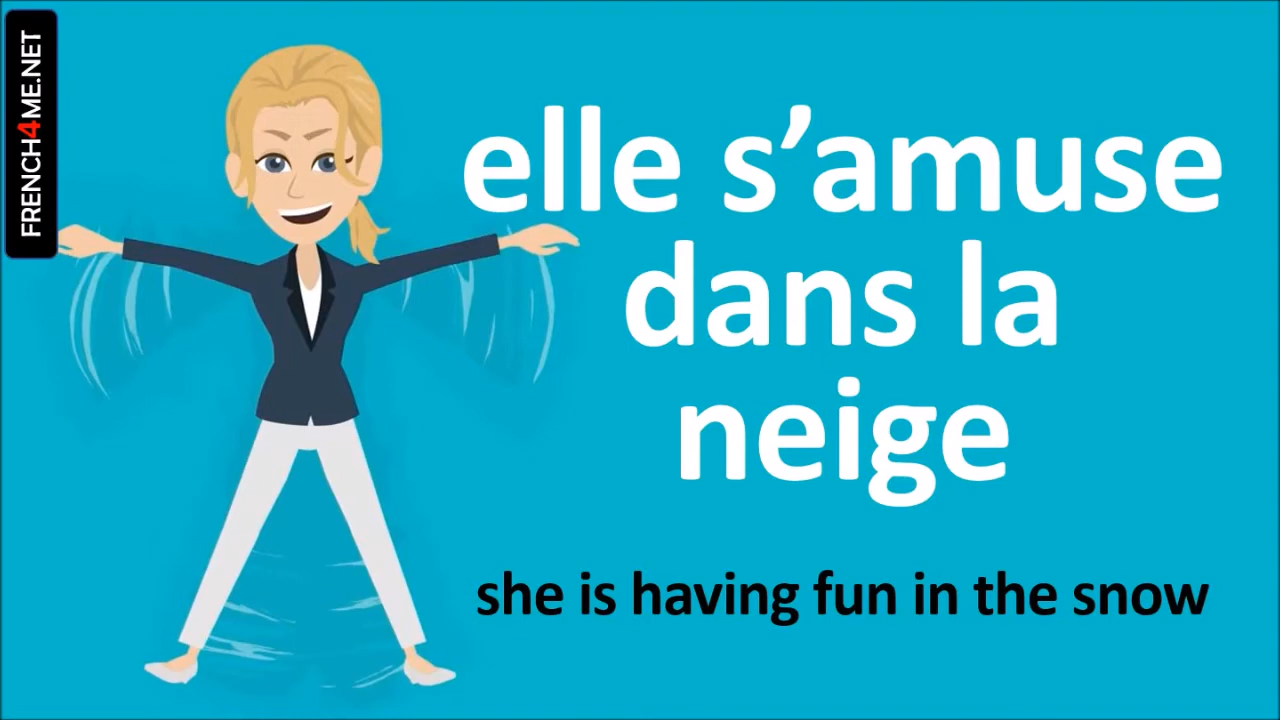 FRENCH4ME.NET
elle s’amuse
dans la
neige
she is having fun in the snow